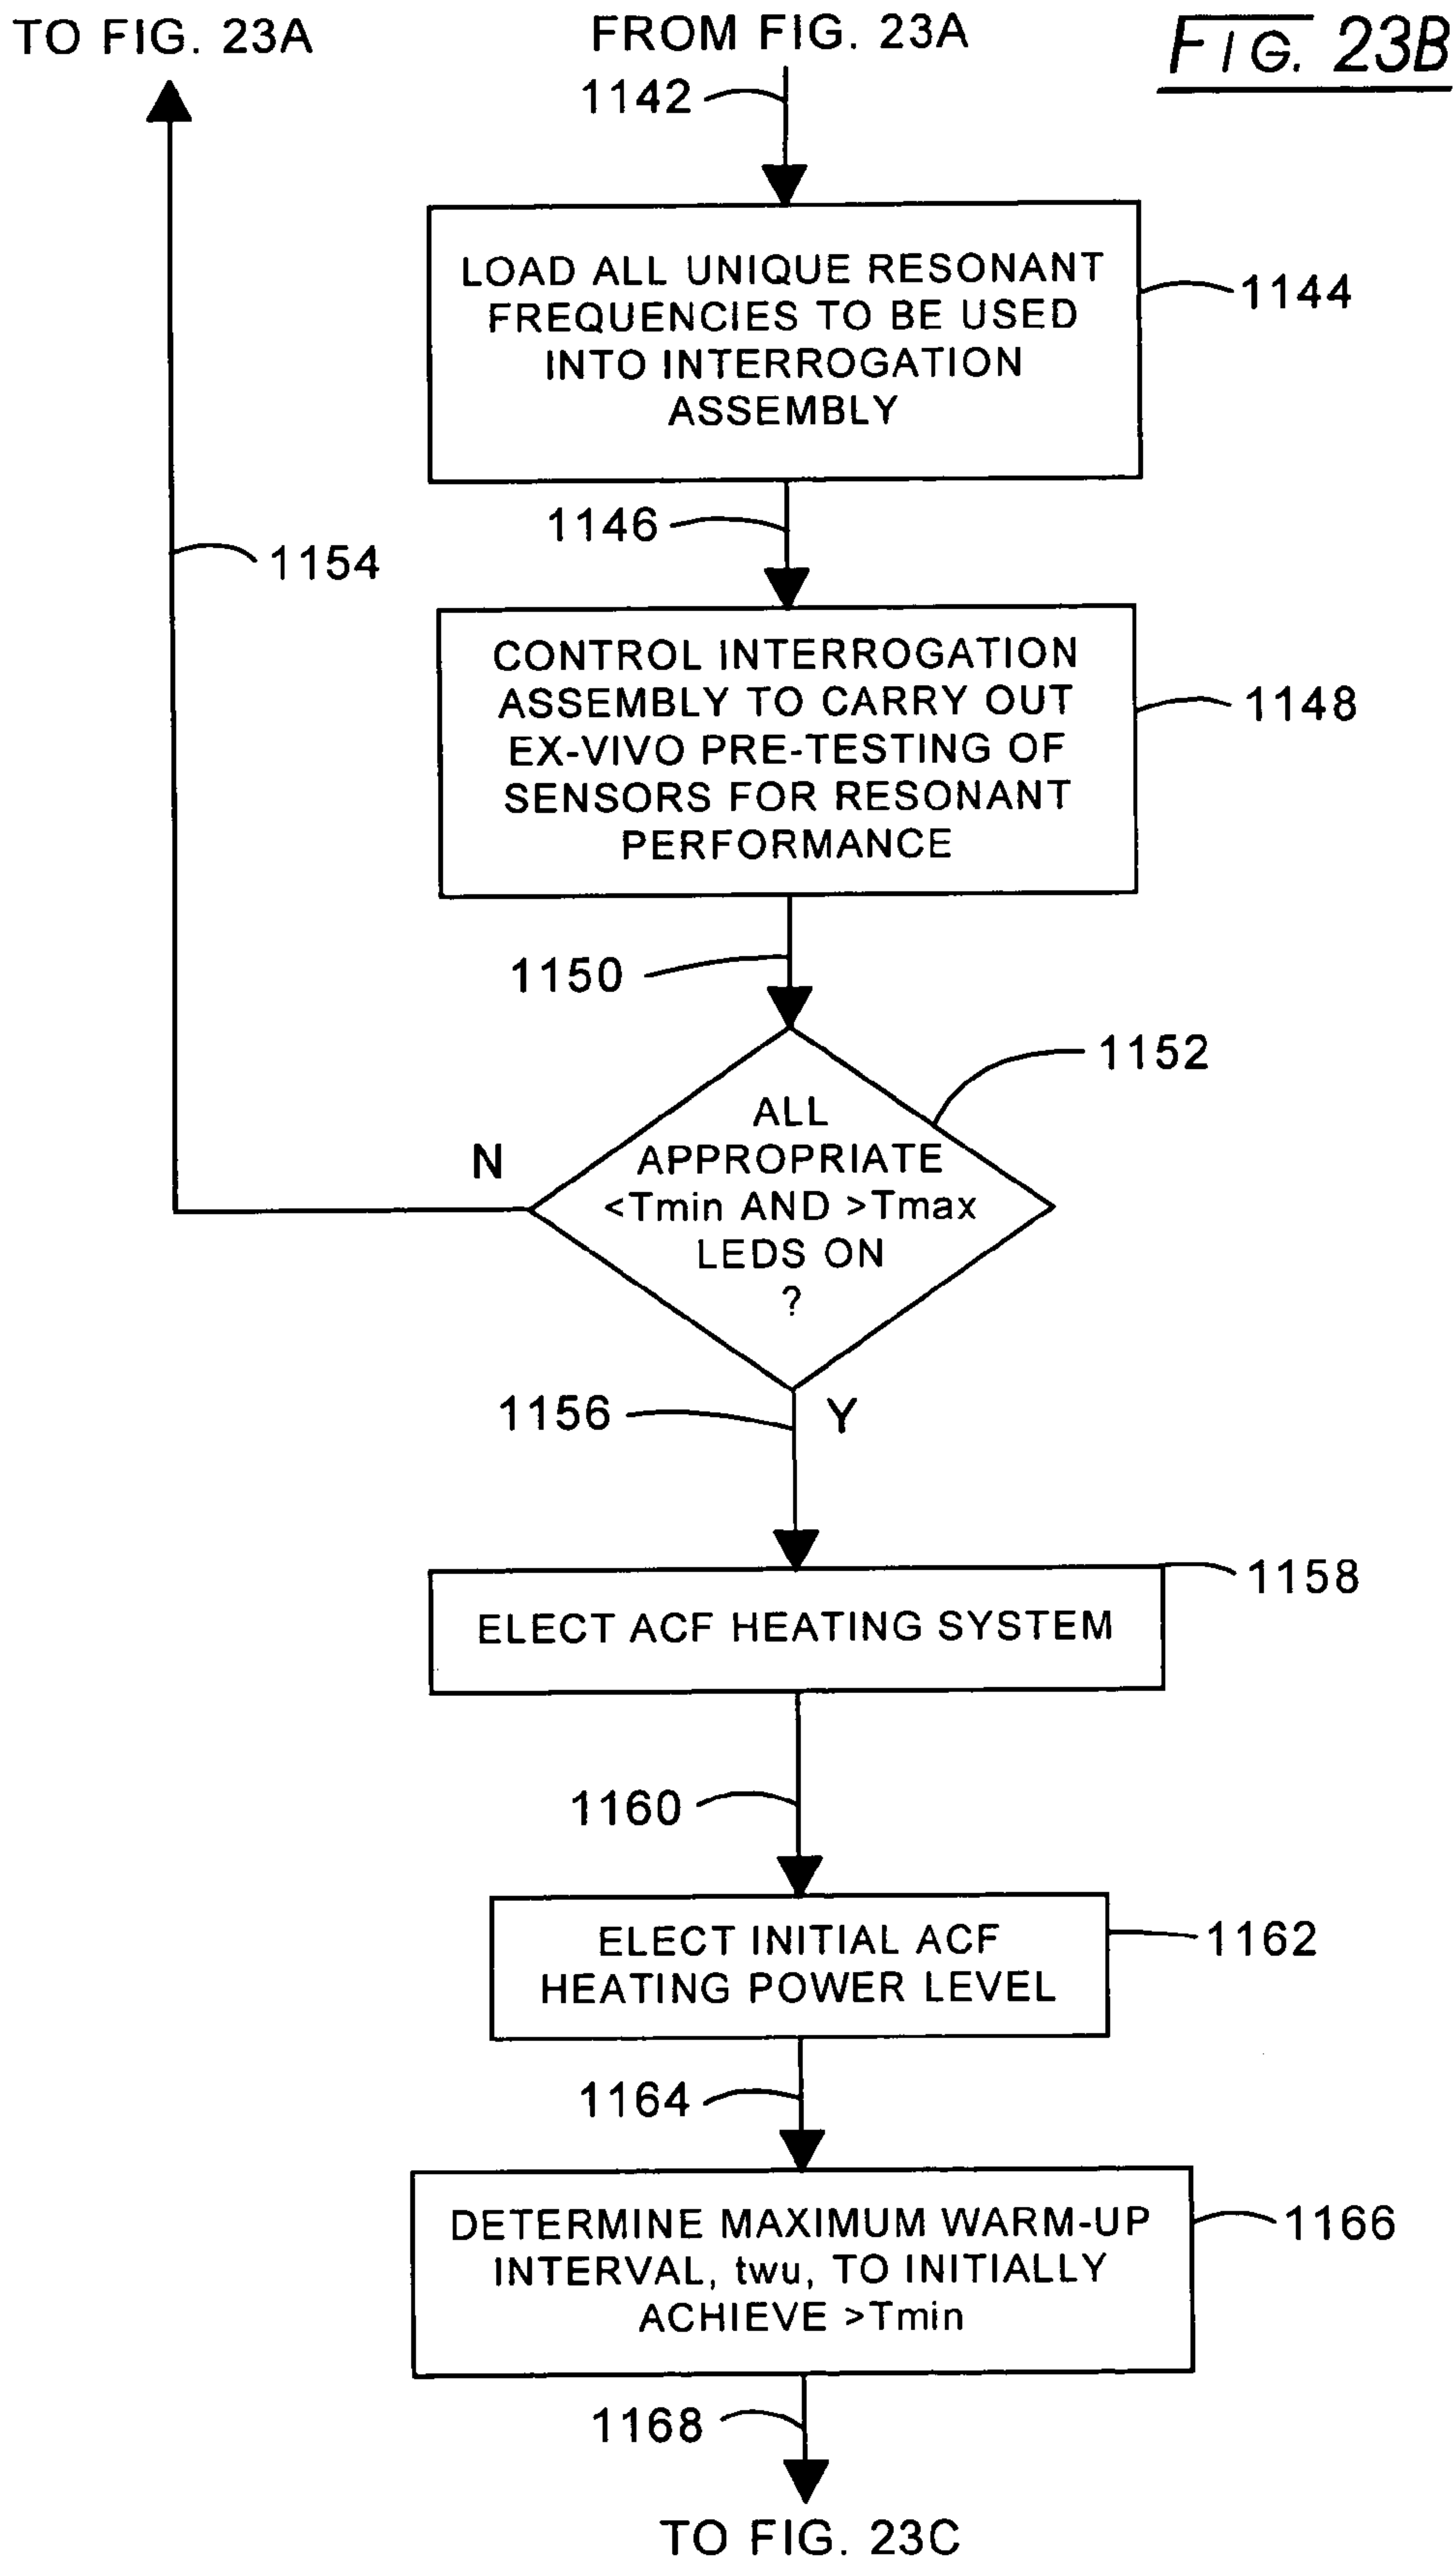 TO FIG. 23A
FROM FIG. 23A
FIG. 23B
1142
LOAD ALL UNIQUE RESONANT
FREQUENCIES TO BE USED
INTO INTERROGATION
ASSEMBLY
1144
1146
1154
CONTROL INTERROGATION
ASSEMBLY TO CARRY OUT
EX-VIVO PRE-TESTING OF
SENSORS FOR RESONANT
PERFORMANCE
1148
1150
1152
ALL
APPROPRIATE
<Tmin AND >Tmax
LEDS ON
?
N
1156
Y
1158
ELECT ACF HEATING SYSTEM
1160
ELECT INITIAL ACF
HEATING POWER LEVEL
1162
1164
DETERMINE MAXIMUM WARM-UP
INTERVAL, twu, TO INITIALLY
ACHIEVE >Tmin
1166
1168
TO FIG. 23C